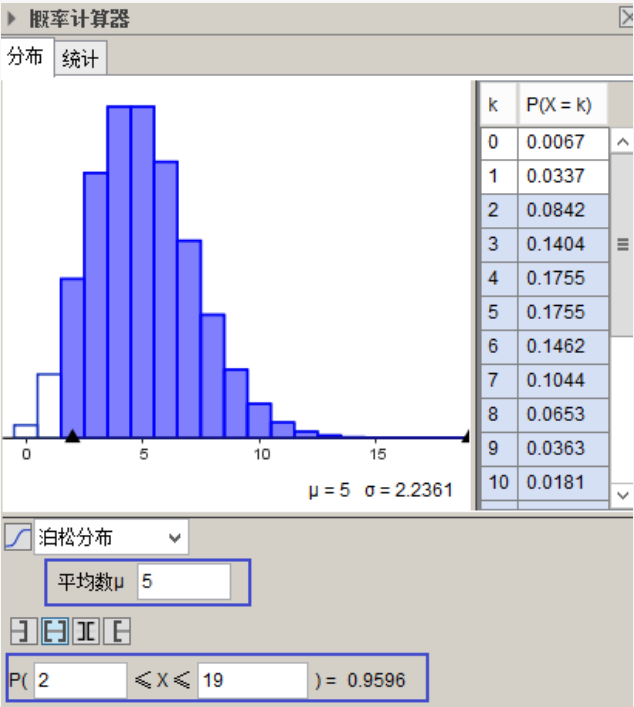 概率计算器
分布 统计
k P(X = k)
0 0.0067
1 0.0337
2 0.0842
3 0.1404
4 0.1755
5 0.1755
6 0.1462
7 0.1044
8 0.0653
9 0.0363
10 0.0181
0 5 10 15
μ = 5 σ = 2.2361
泊松分布
平均数μ 5
P( 2 ≤ X ≤ 19 ) = 0.9596